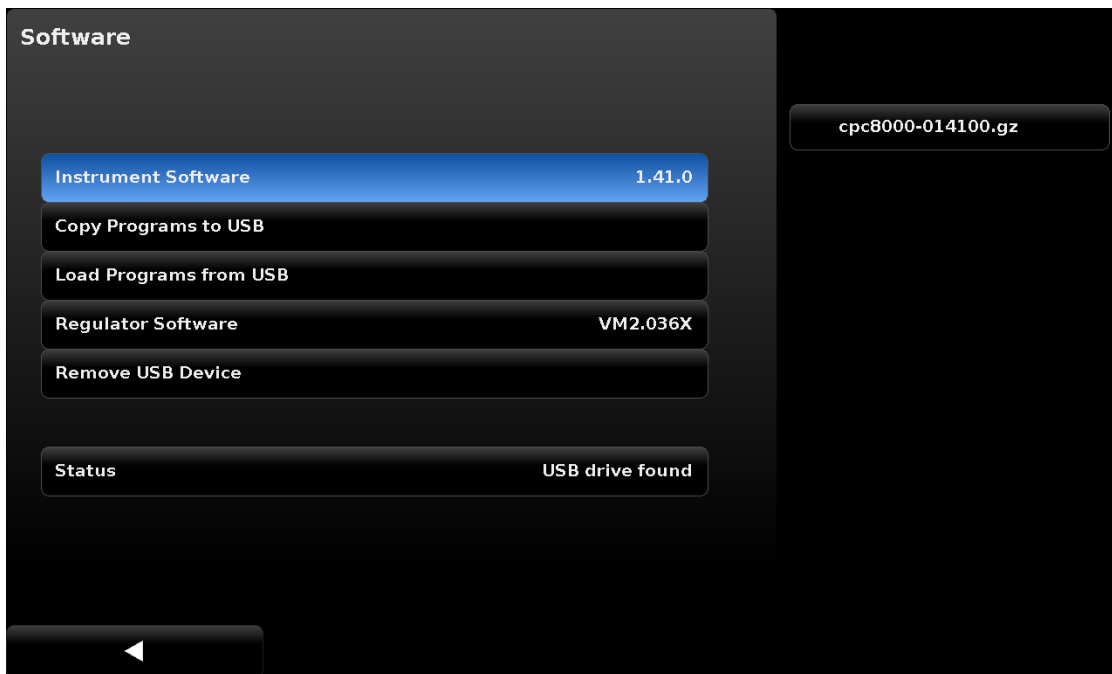 Software
cpc8000-014100.gz
Instrument Software 1.41.0
Copy Programs to USB
Load Programs from USB
Regulator Software VM2.036X
Remove USB Device
Status USB drive found